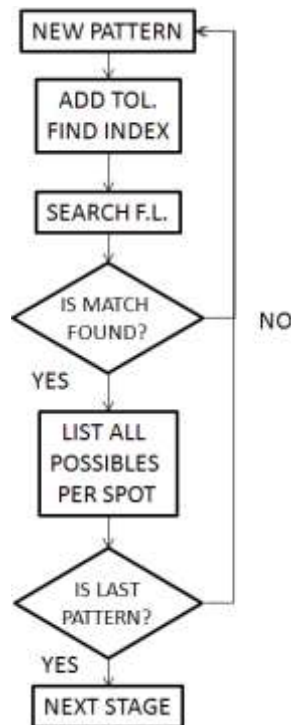 NEW PATTERN
ADD TOL.
FIND INDEX
SEARCH F.L.
IS MATCH
FOUND?
NO
YES
LIST ALL
POSSIBLES
PER SPOT
IS LAST
PATTERN?
YES
NEXT STAGE